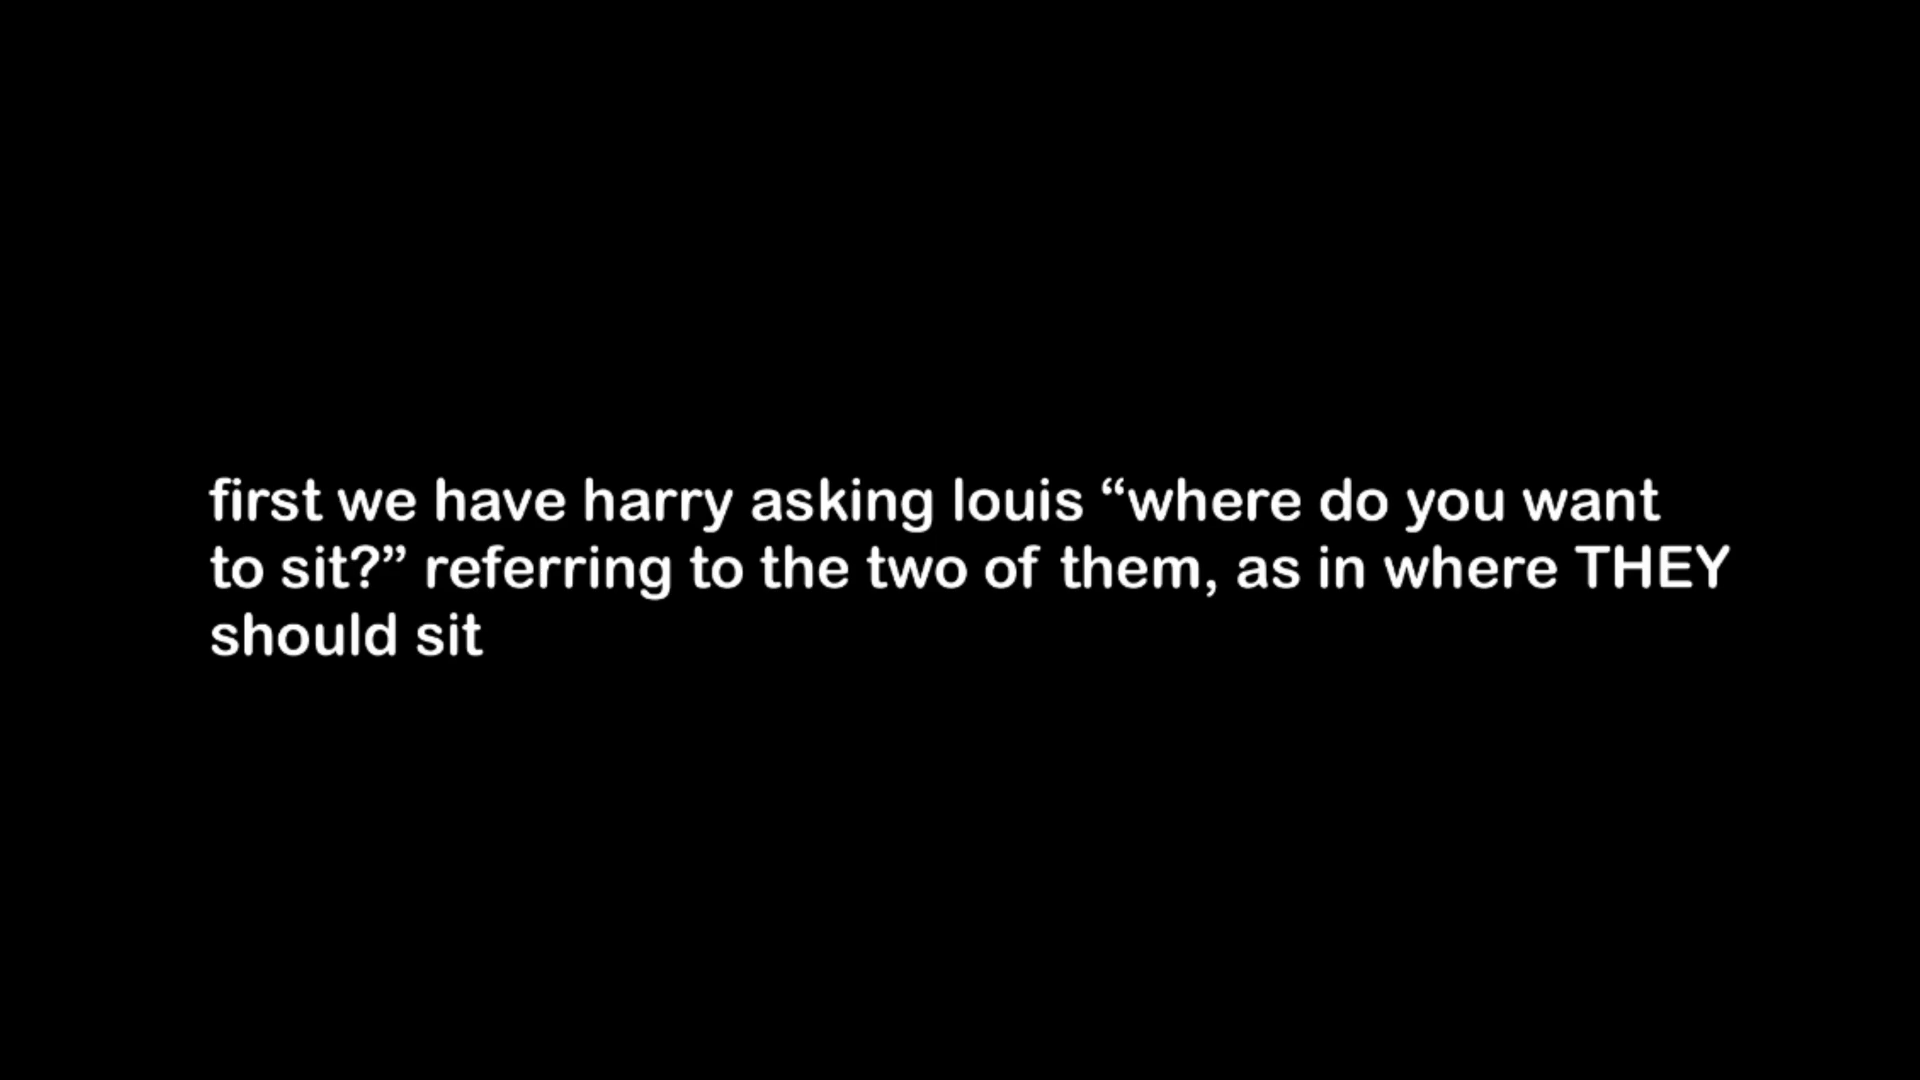 first we have harry asking louis “where do you want
to sit?” referring to the two of them, as in where THEY
should sit